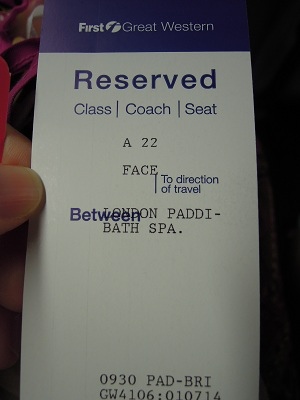 First Great Western
Reserved
Class | Coach | Seat
A 22
FACE
To direction
of travel
Between LONDON PADDI-
BATH SPA.
0930 PAD-BRI
GW4106:010714